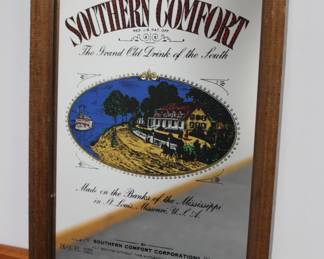 SOUTHERN COMFORT
REG. U.S. PAT. OFF.
The Grand Old Drink of the South
Made on the Banks of the Mississippi
in St. Louis, Missouri, U.S.A.
BY
SOUTHERN COMFORT CORPORATION